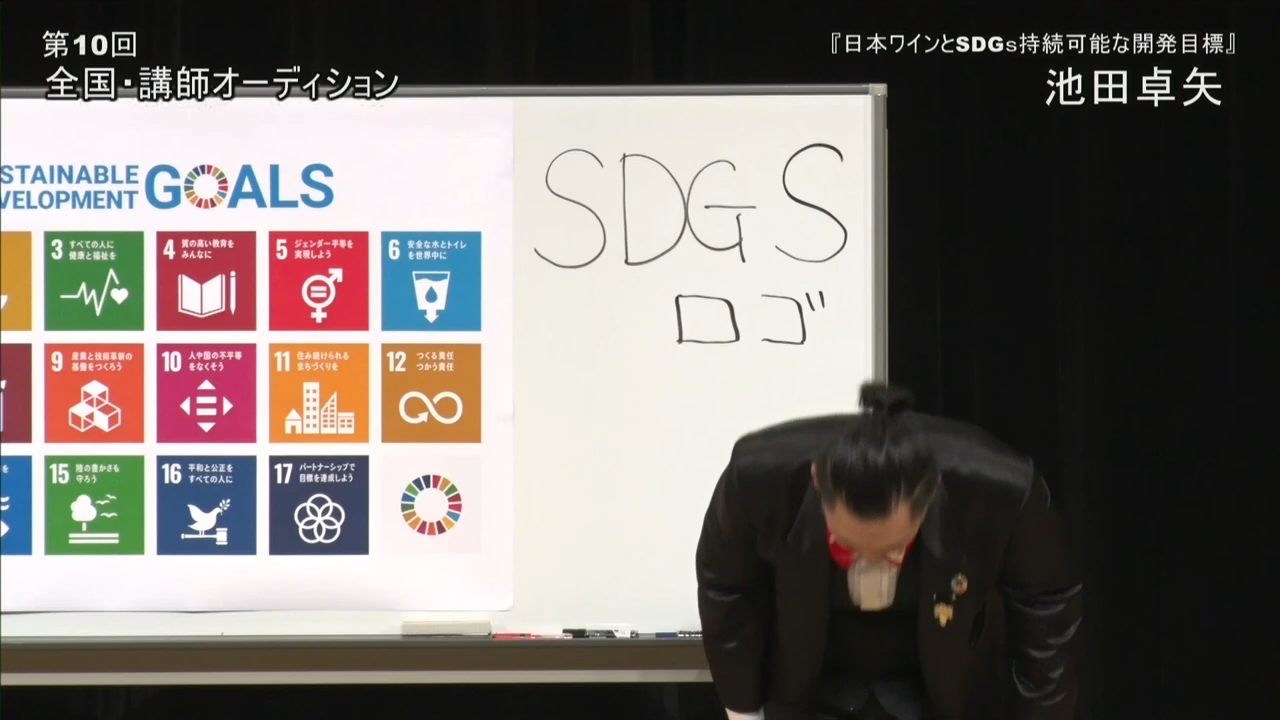 第10回
全国・講師オーディション
『日本ワインとSDGs持続可能な開発目標』
池田卓矢
STAINABLE
VELOPMENT
GOALS
3 すべての人に
健康と福祉を
4 質の高い教育を
みんなに
5 ジェンダー平等を
実現しよう
6 安全な水とトイレ
を世界中に
9 産業と技術革新の
基盤をつくろう
10 人や国の不平等
をなくそう
11 住み続けられる
まちづくりを
12 つくる責任
つかう責任
を
15 陸の豊かさも
守ろう
16 平和と公正を
すべての人に
17 パートナーシップで
目標を達成しよう
SDGS
ロゴ